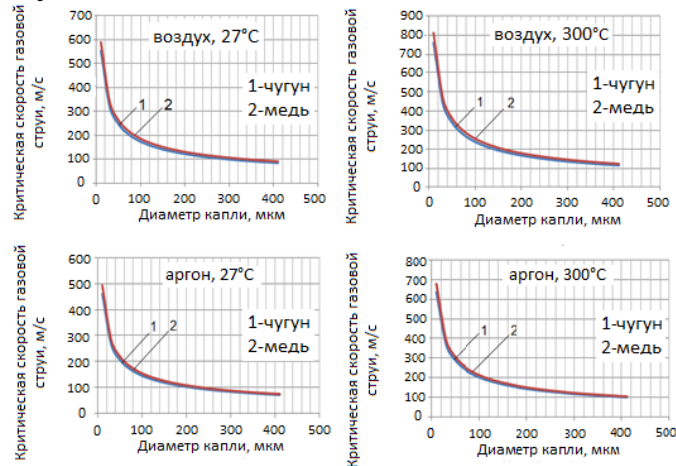 Критическая скорость газовой
струи, м/с
700
600
500
400
300
200
100
0
воздух, 27°C
1-чугун
2-медь
1
2
0
100
200
300
400
500
Диаметр капли, мкм
Критическая скорость газовой
струи, м/с
900
800
700
600
500
400
300
200
100
0
воздух, 300°C
1-чугун
2-медь
1
2
0
100
200
300
400
500
Диаметр капли, мкм
Критическая скорость газовой
струи, м/с
600
500
400
300
200
100
0
аргон, 27°C
1-чугун
2-медь
1
2
0
100
200
300
400
500
Диаметр капли, мкм
Критическая скорость газовой
струи, м/с
800
700
600
500
400
300
200
100
0
аргон, 300°C
1-чугун
2-медь
1
2
0
100
200
300
400
500
Диаметр капли, мкм